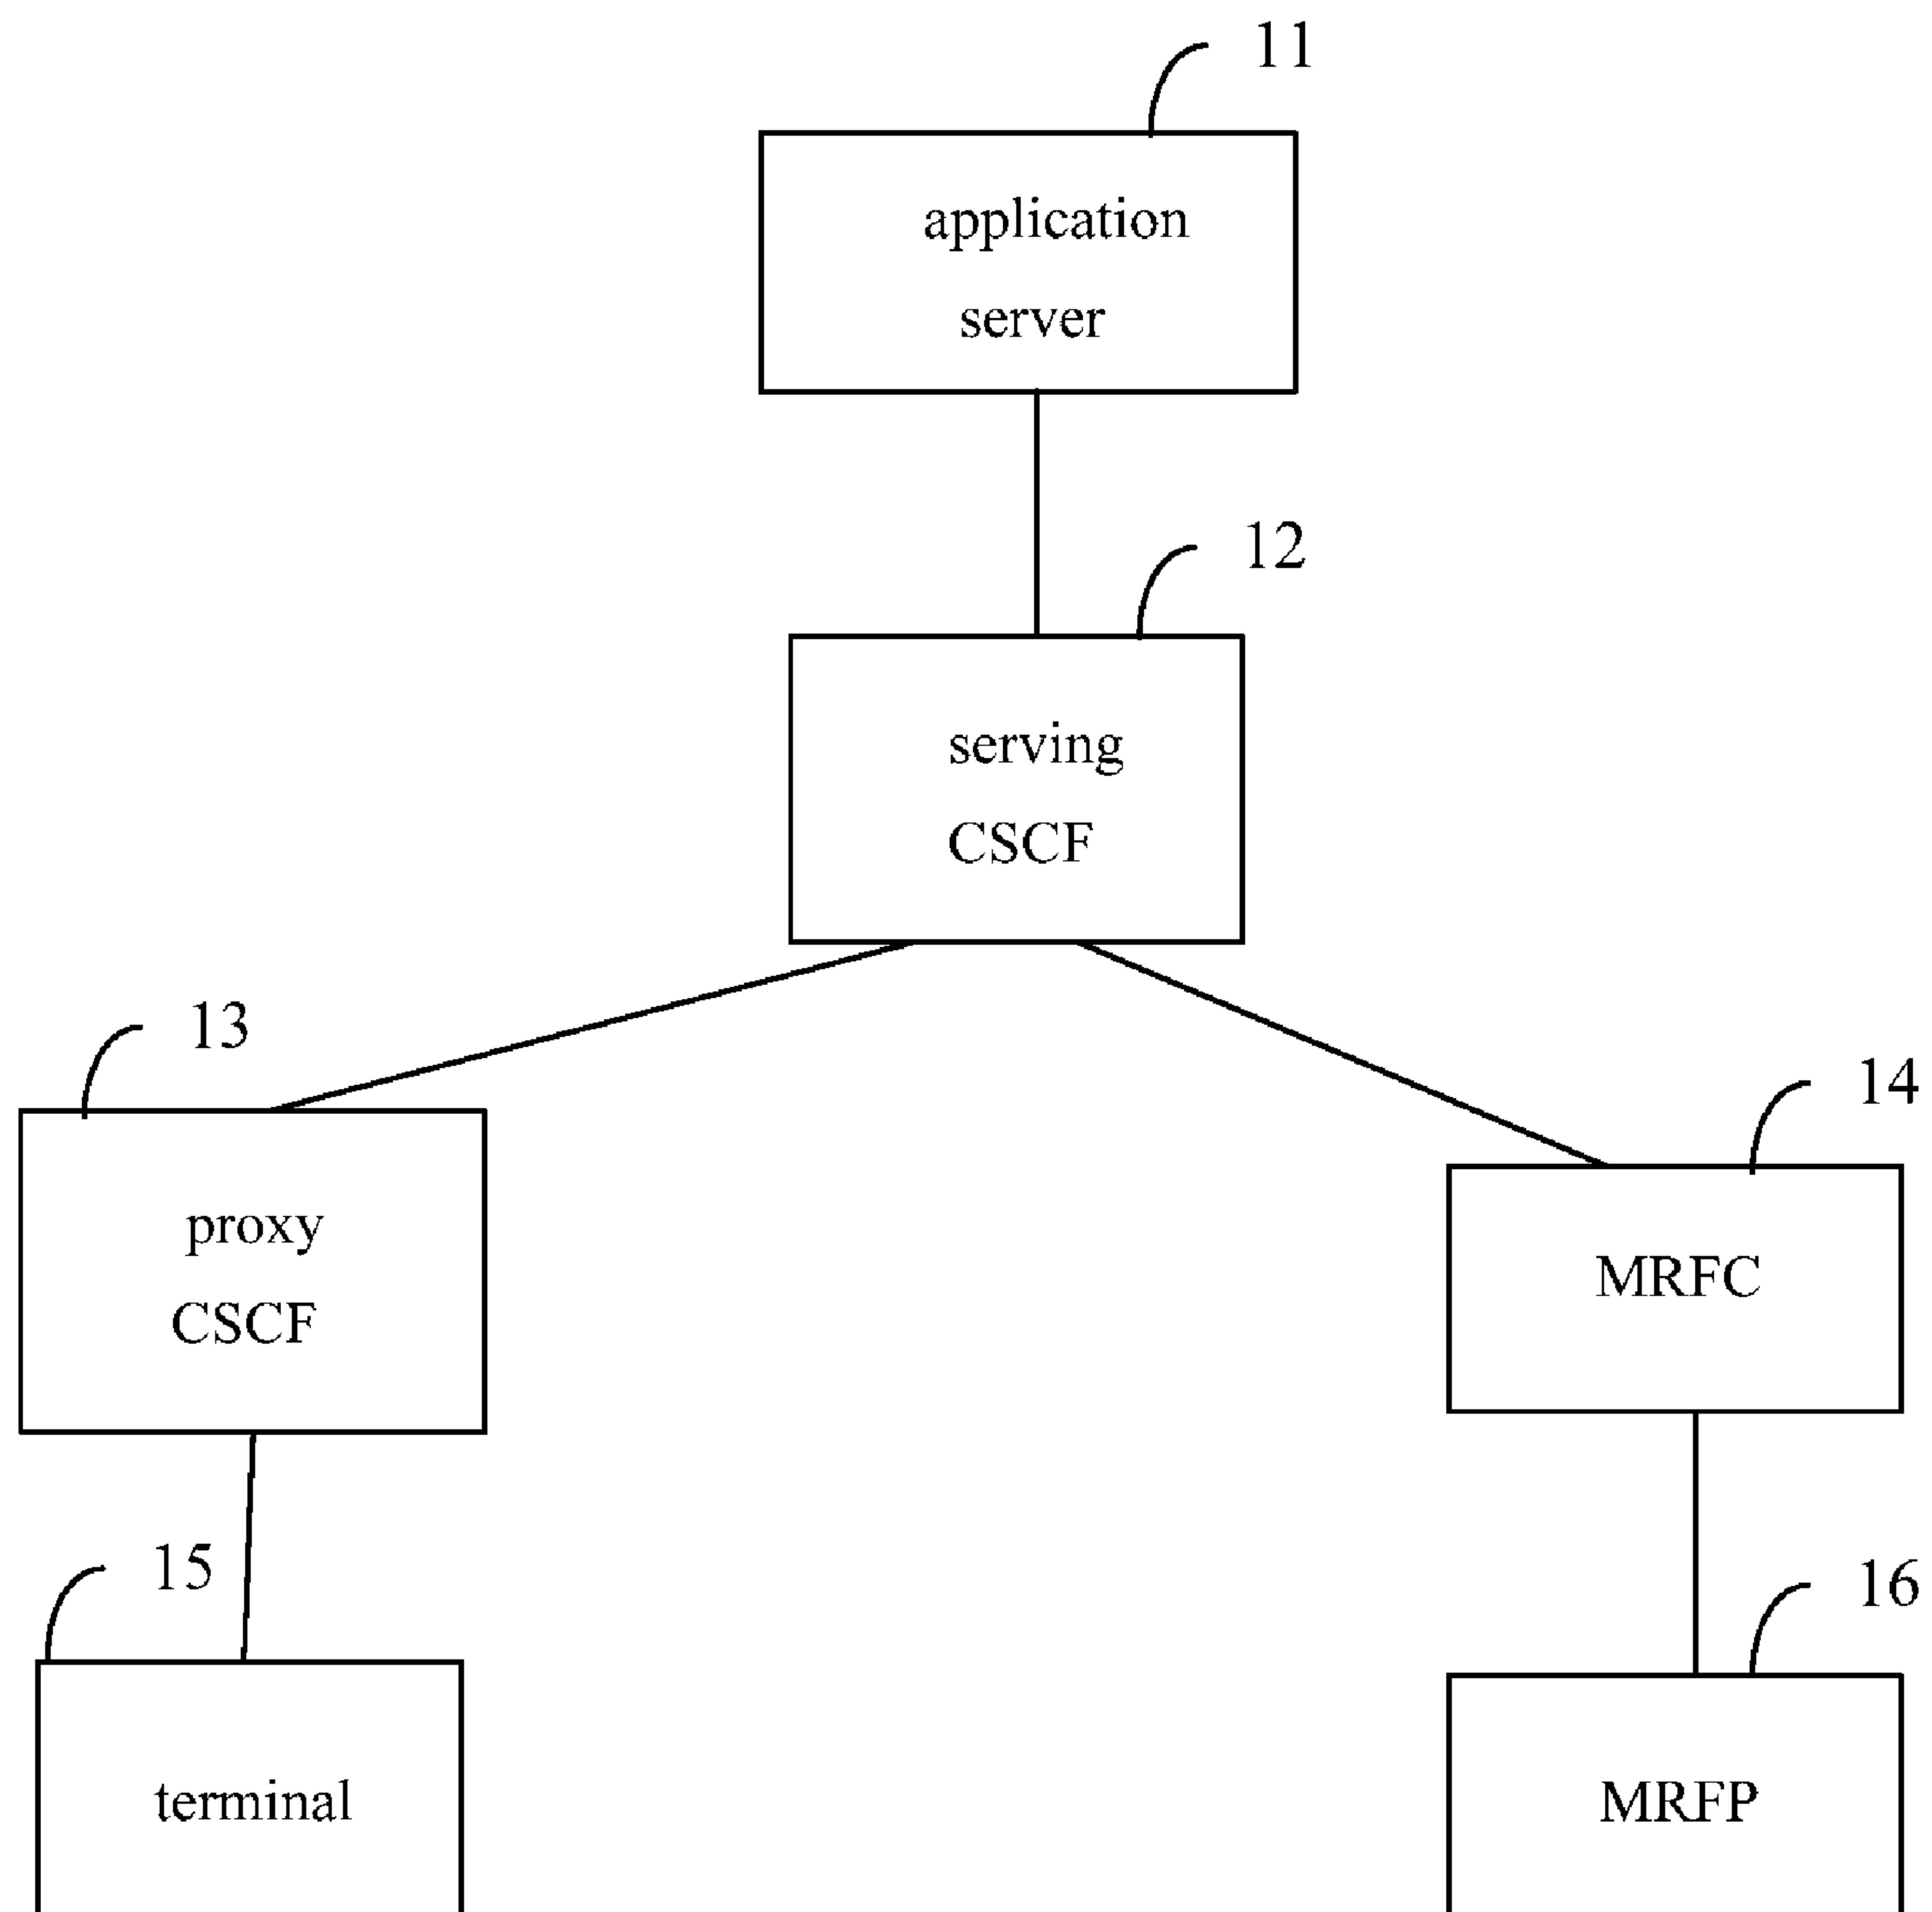 11
application
server
12
serving
CSCF
13
proxy
CSCF
14
MRFC
15
terminal
16
MRFP